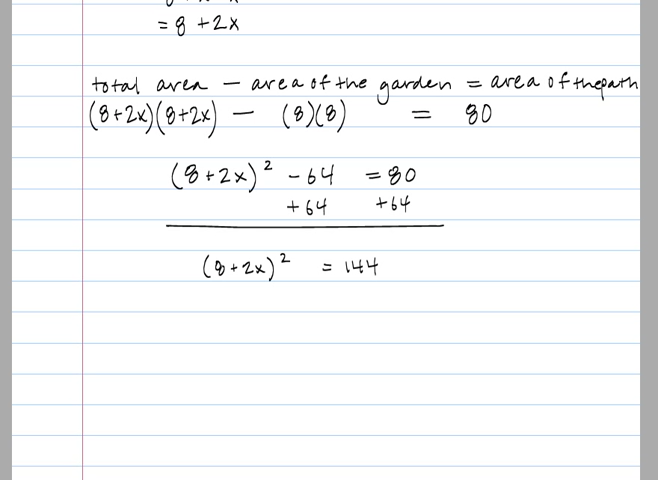 = 8 + 2x
total area − area of the garden = area of the path
(8+2x)(8+2x) − (8)(8) = 80
(8+2x)² − 64 = 80
+64 +64
(8+2x)² = 144